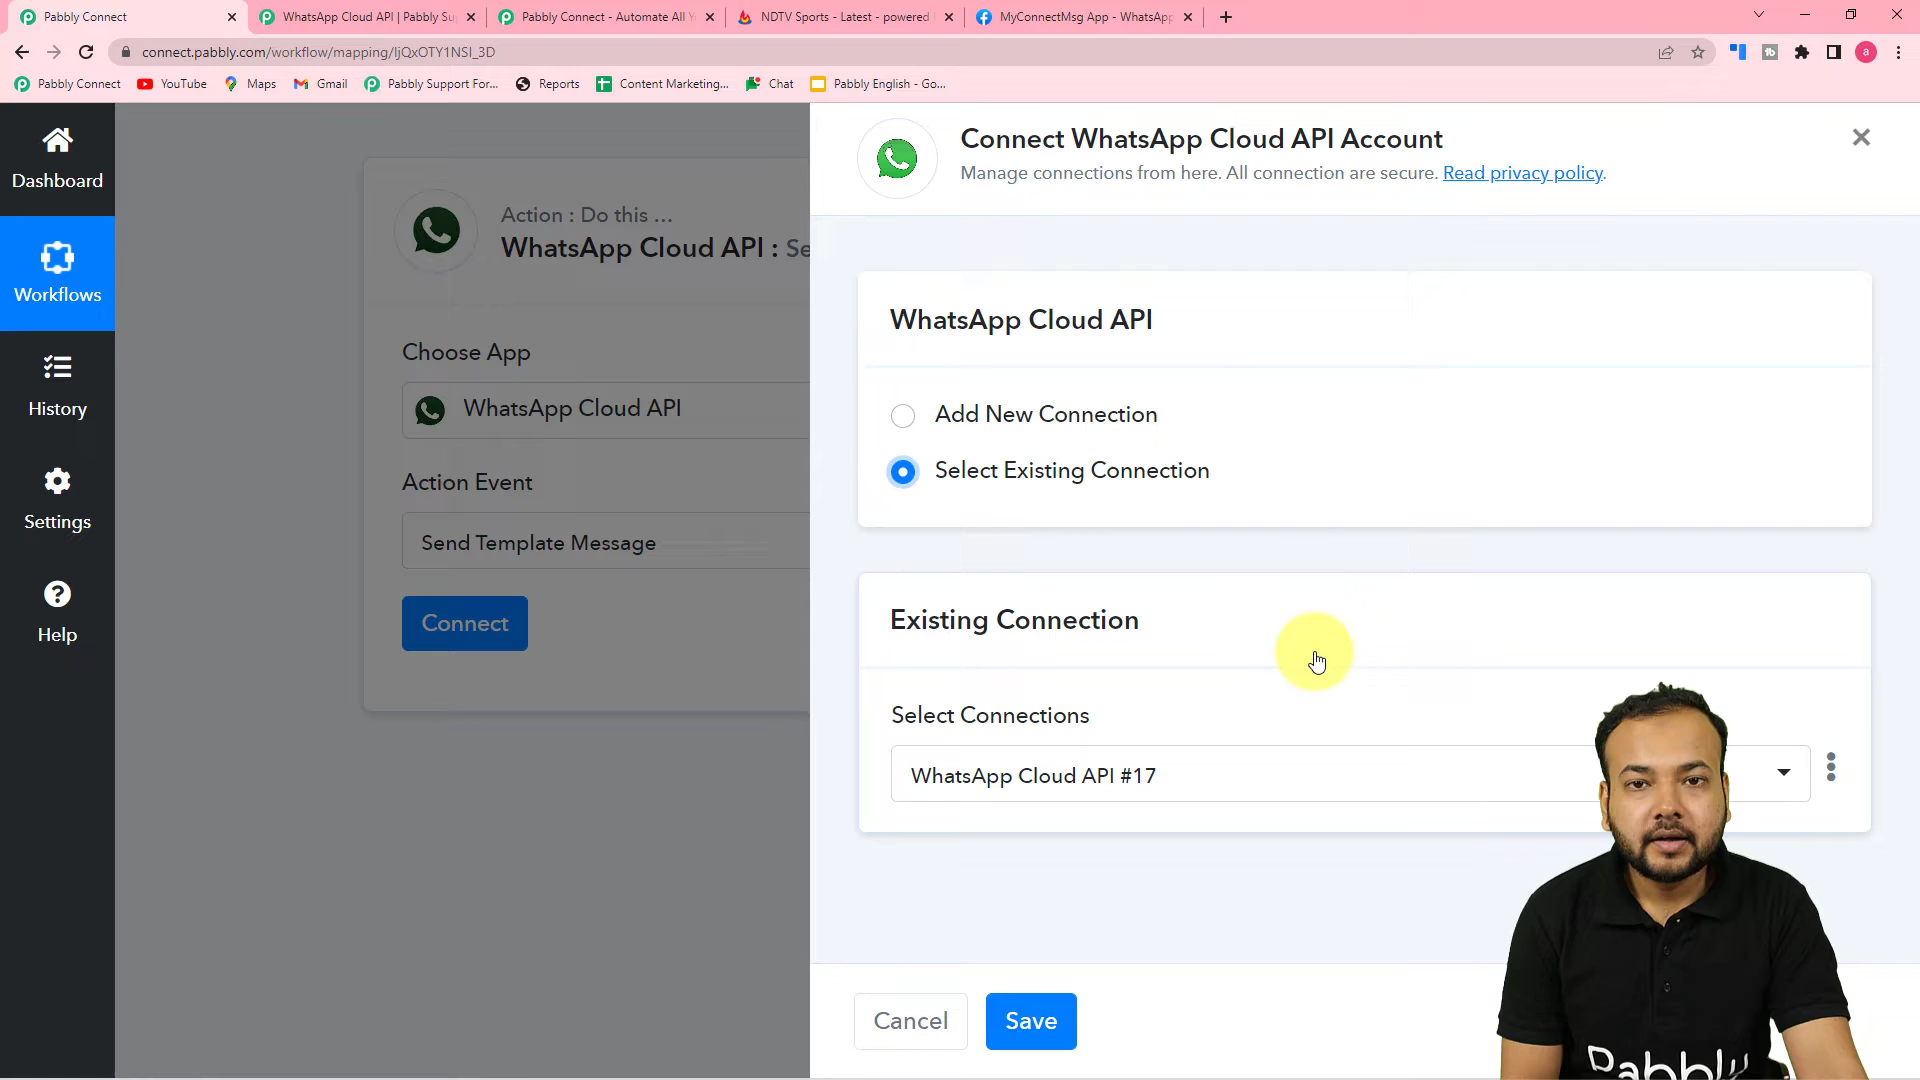 Pabbly Connect
WhatsApp Cloud API | Pabbly Su
Pabbly Connect - Automate All Y
NDTV Sports - Latest - powered
MyConnectMsg App - WhatsApp
connect.pabbly.com/workflow/mapping/IjQxOTY1NSI_3D
a
Pabbly Connect
YouTube
Maps
Gmail
Pabbly Support For...
Reports
Content Marketing...
Chat
Pabbly English - Go...
Dashboard
Workflows
History
Settings
Help
Action : Do this ...
WhatsApp Cloud API : Se
Choose App
WhatsApp Cloud API
Action Event
Send Template Message
Connect
Connect WhatsApp Cloud API Account
Manage connections from here. All connection are secure. Read privacy policy.
WhatsApp Cloud API
Add New Connection
Select Existing Connection
Existing Connection
Select Connections
WhatsApp Cloud API #17
Cancel
Save
Pabbly